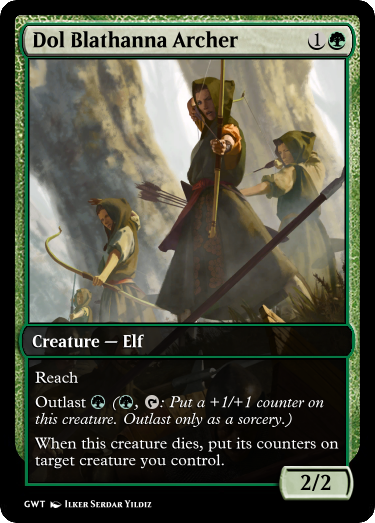 Dol Blathanna Archer 1
Creature — Elf
Reach
Outlast (, : Put a +1/+1 counter on
this creature. Outlast only as a sorcery.)
When this creature dies, put its counters on
target creature you control.
2/2
GWT Ilker Serdar Yildiz